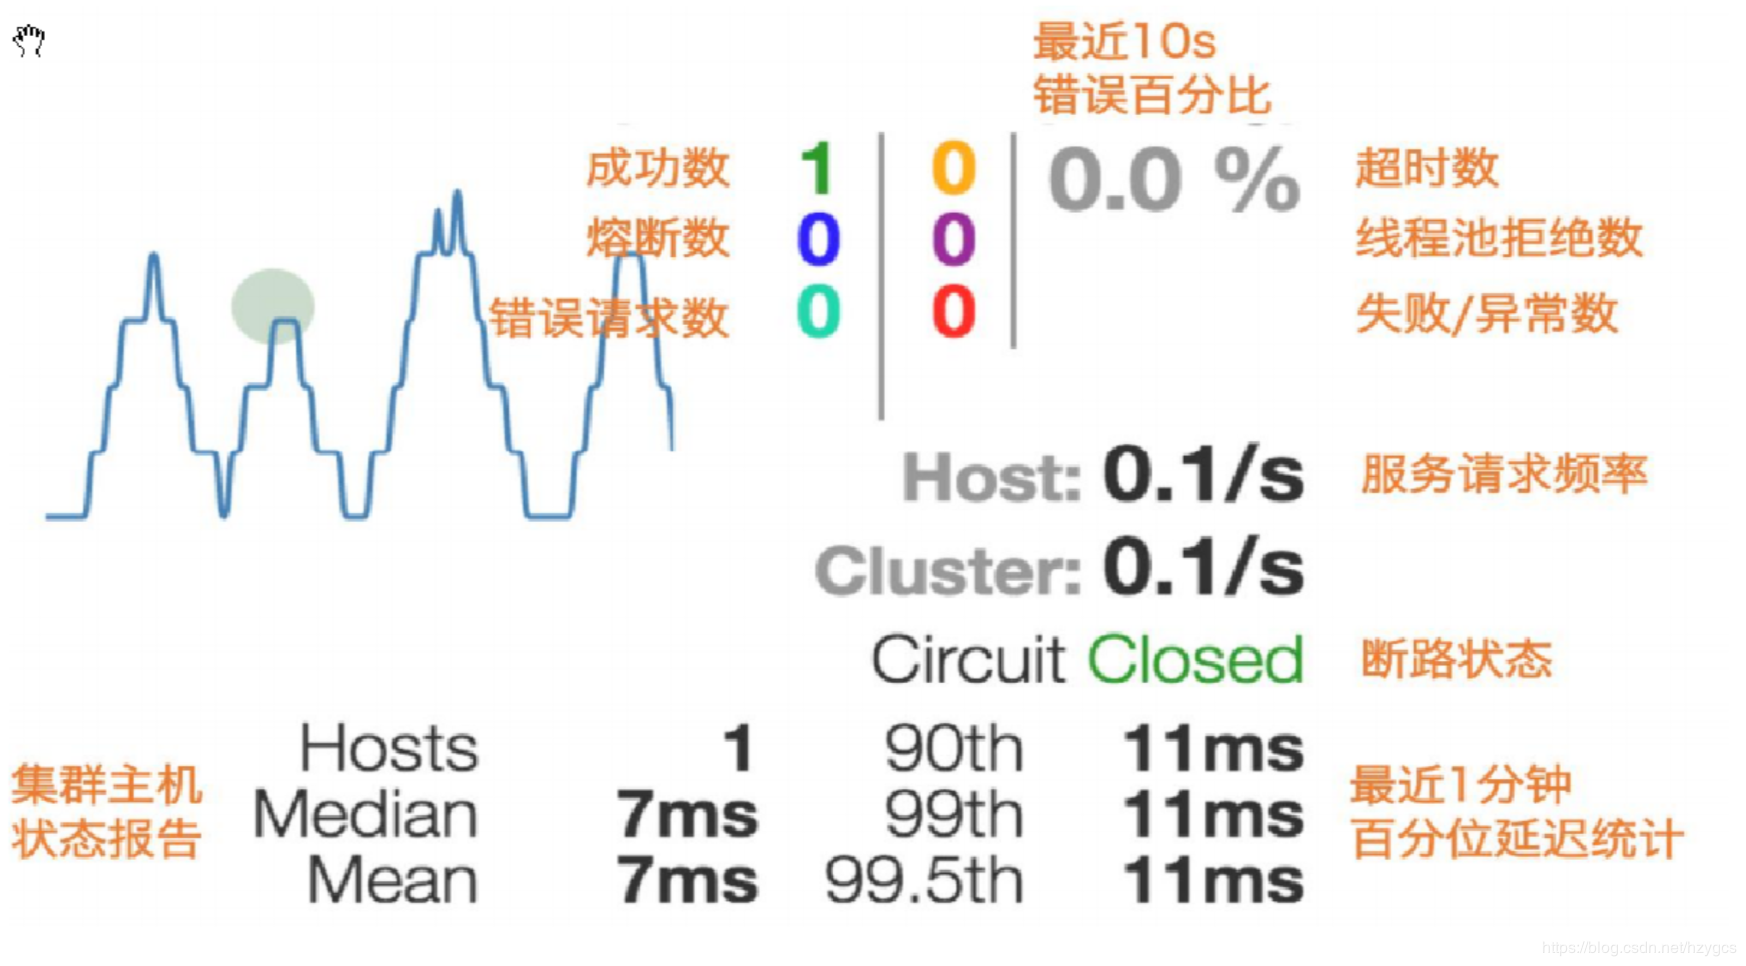 最近10s
错误百分比
成功数 1 0 0.0 % 超时数
熔断数 0 0 线程池拒绝数
错误请求数 0 0 失败/异常数
Host: 0.1/s 服务请求频率
Cluster: 0.1/s
Circuit Closed 断路状态
集群主机
状态报告
Hosts 1 90th 11ms
Median 7ms 99th 11ms
Mean 7ms 99.5th 11ms
最近1分钟
百分位延迟统计
https://blog.csdn.net/hzygcs